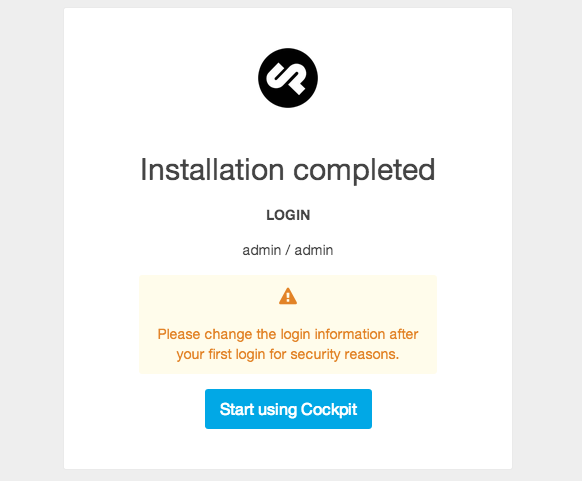 Installation completed
LOGIN
admin / admin
Please change the login information after
your first login for security reasons.
Start using Cockpit